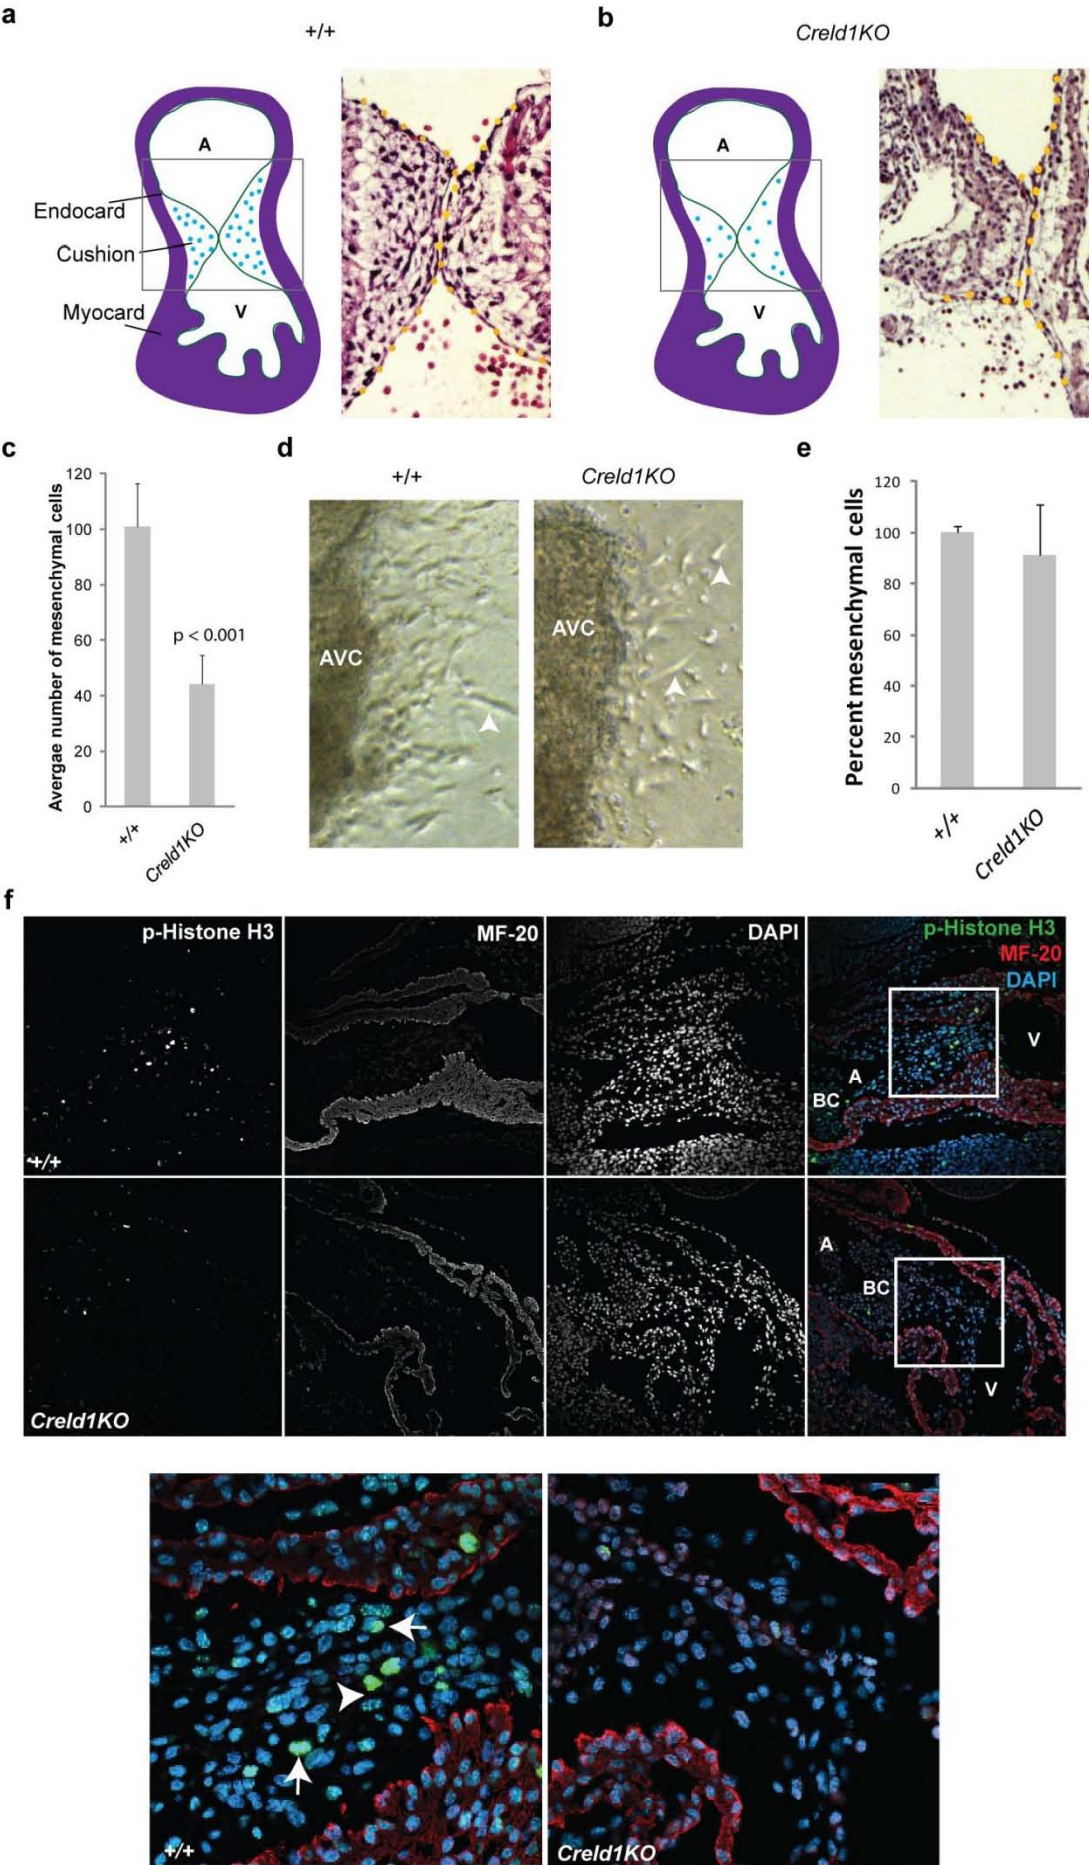 a
+/+
A
Endocard
Cushion
Myocard
V
b
Creld1KO
A
V
c
Avergae number of mesenchymal cells
120
100
80
60
40
20
0
p < 0.001
+/+
Creld1KO
d
+/+
Creld1KO
AVC
AVC
e
Percent mesenchymal cells
120
100
80
60
40
20
0
+/+
Creld1KO
f
p-Histone H3
MF-20
DAPI
p-Histone H3
MF-20
DAPI
V
A
BC
+/+
A
BC
V
Creld1KO
+/+
Creld1KO